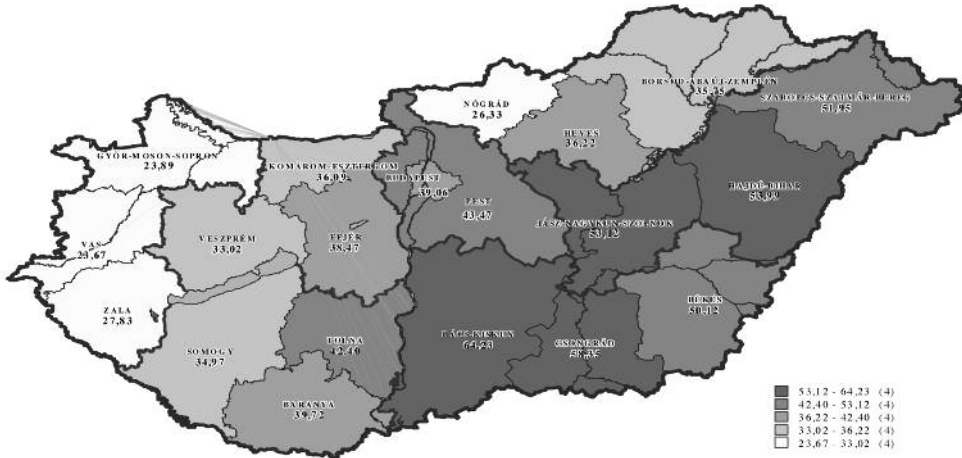 BORSOD-ABAÚJ-ZEMPLÉN
35,75
SZABOLCS-SZATMÁR-BEREG
51,85
NÓGRÁD
26,33
HEVES
36,22
GYŐR-MOSON-SOPRON
23,89
KOMÁROM-ESZTERGOM
36,09
BUDAPEST
39,06
PEST
43,47
HAJDÚ-BIHAR
53,99
JÁSZ-NAGYKUN-SZOLNOK
53,12
VAS
23,67
VESZPRÉM
33,02
FEJÉR
38,47
ZALA
27,83
SOMOGY
34,97
TOLNA
42,40
BÁCS-KISKUN
64,23
CSONGRÁD
58,35
BÉKÉS
50,12
BARANYA
39,72
53,12 - 64,23 (4)
42,40 - 53,12 (4)
36,22 - 42,40 (4)
33,02 - 36,22 (4)
23,67 - 33,02 (4)